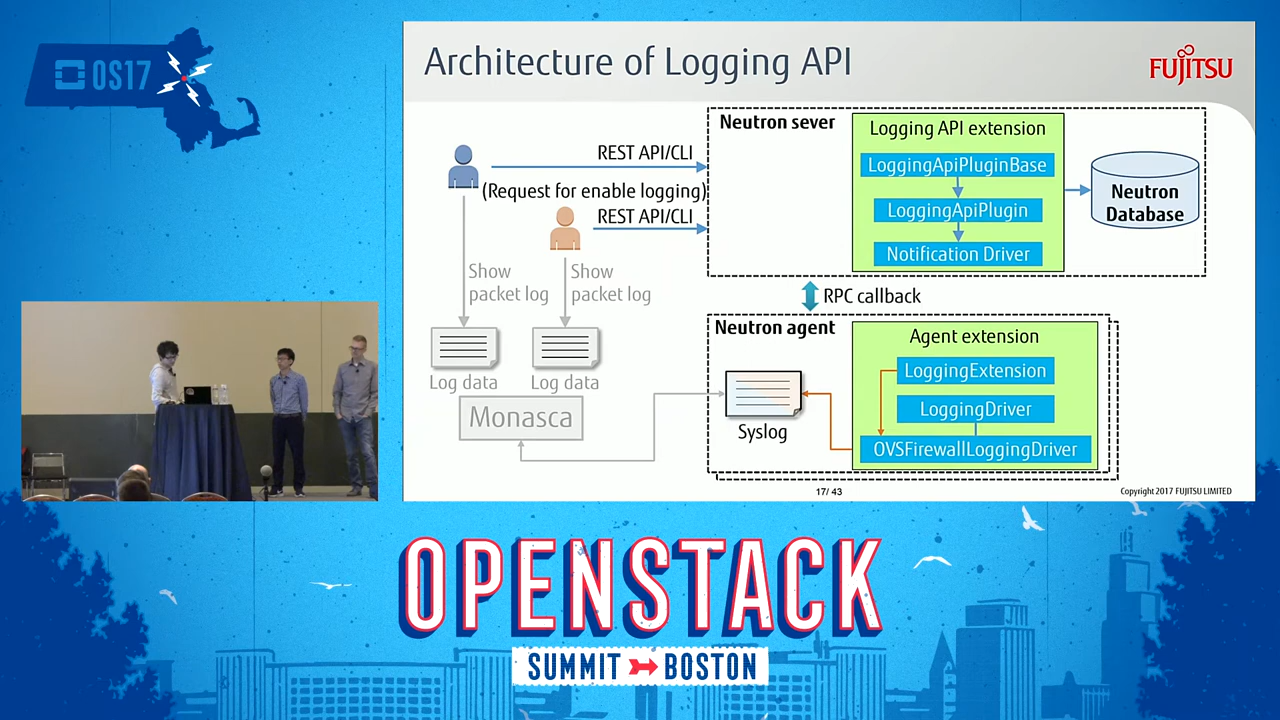 OS17
Architecture of Logging API
FUJITSU
Neutron sever
Logging API extension
LoggingApiPluginBase
LoggingApiPlugin
Notification Driver
Neutron
Database
REST API/CLI
(Request for enable logging)
REST API/CLI
Show
packet log
Show
packet log
Log data
Log data
Monasca
RPC callback
Neutron agent
Agent extension
LoggingExtension
LoggingDriver
OVSFirewallLoggingDriver
Syslog
17/ 43
Copyright 2017 FUJITSU LIMITED
OPENSTACK
SUMMIT BOSTON